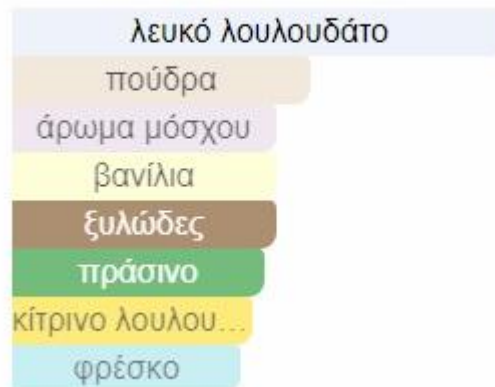 λευκό λουλουδάτο
πούδρα
άρωμα μόσχου
βανίλια
ξυλώδες
πράσινο
κίτρινο λουλου...
φρέσκο